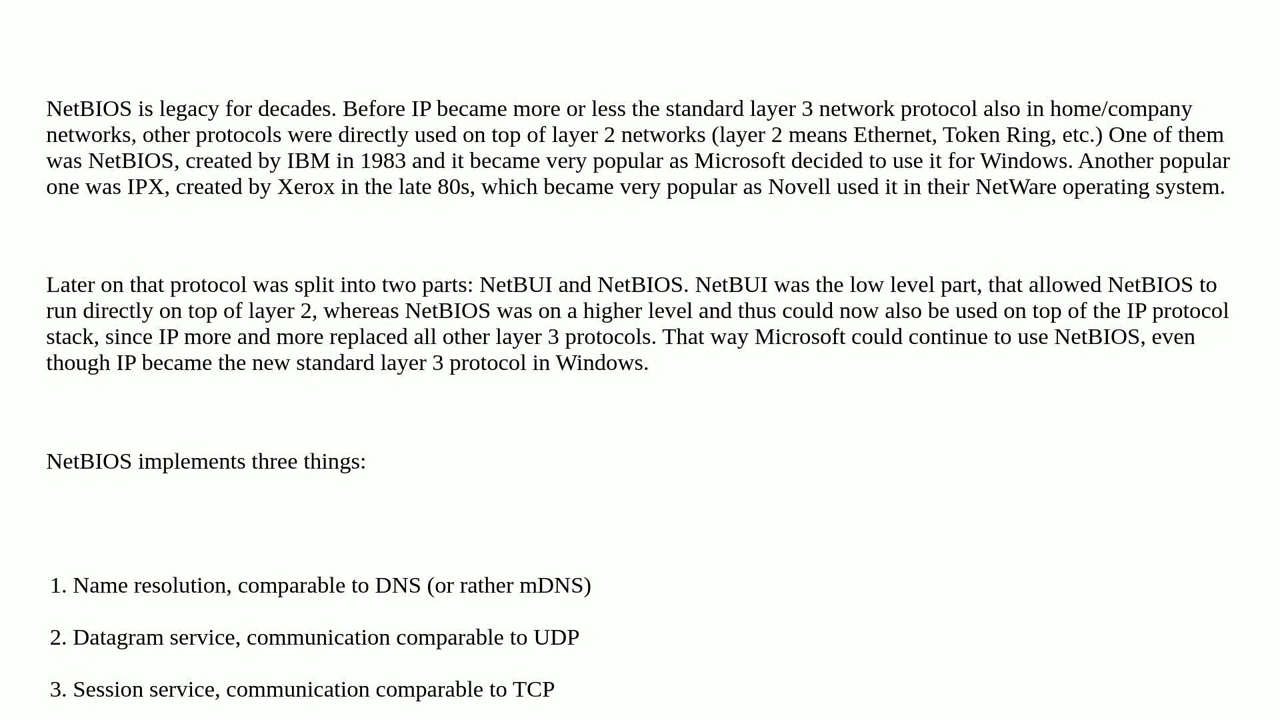 NetBIOS is legacy for decades. Before IP became more or less the standard layer 3 network protocol also in home/company
networks, other protocols were directly used on top of layer 2 networks (layer 2 means Ethernet, Token Ring, etc.) One of them
was NetBIOS, created by IBM in 1983 and it became very popular as Microsoft decided to use it for Windows. Another popular
one was IPX, created by Xerox in the late 80s, which became very popular as Novell used it in their NetWare operating system.
Later on that protocol was split into two parts: NetBUI and NetBIOS. NetBUI was the low level part, that allowed NetBIOS to
run directly on top of layer 2, whereas NetBIOS was on a higher level and thus could now also be used on top of the IP protocol
stack, since IP more and more replaced all other layer 3 protocols. That way Microsoft could continue to use NetBIOS, even
though IP became the new standard layer 3 protocol in Windows.
NetBIOS implements three things:
1. Name resolution, comparable to DNS (or rather mDNS)
2. Datagram service, communication comparable to UDP
3. Session service, communication comparable to TCP